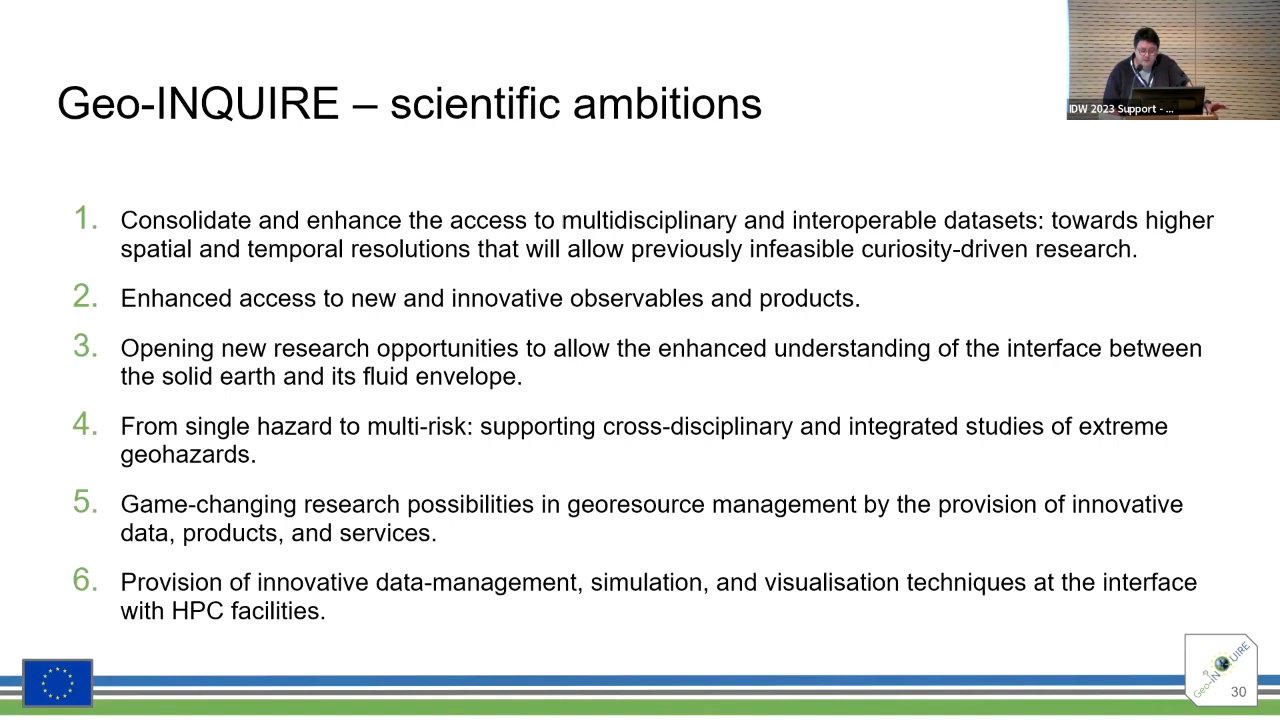 IDW 2023 Support - ...
Geo-INQUIRE – scientific ambitions
1. Consolidate and enhance the access to multidisciplinary and interoperable datasets: towards higher
spatial and temporal resolutions that will allow previously infeasible curiosity-driven research.
2. Enhanced access to new and innovative observables and products.
3. Opening new research opportunities to allow the enhanced understanding of the interface between
the solid earth and its fluid envelope.
4. From single hazard to multi-risk: supporting cross-disciplinary and integrated studies of extreme
geohazards.
5. Game-changing research possibilities in georesource management by the provision of innovative
data, products, and services.
6. Provision of innovative data-management, simulation, and visualisation techniques at the interface
with HPC facilities.
Geo-INQUIRE
30